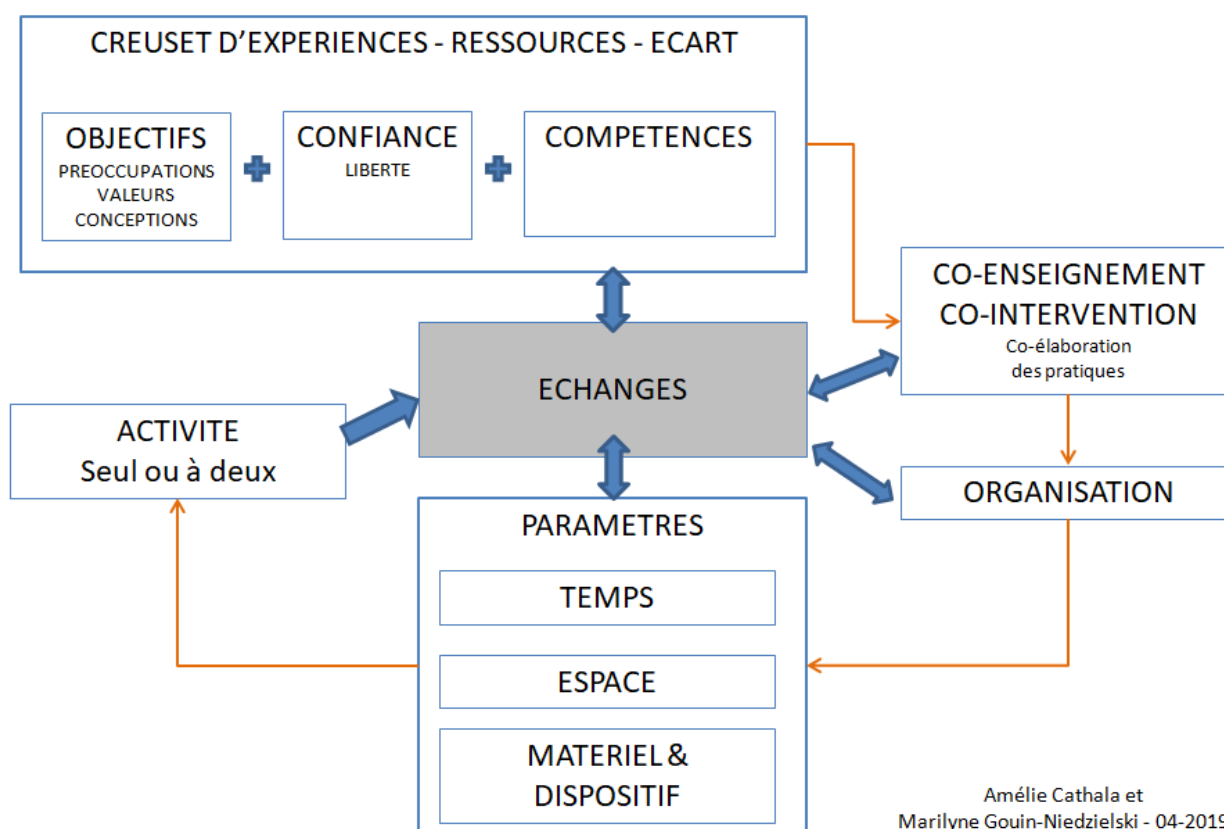 CREUSET D'EXPERIENCES - RESSOURCES - ECART
OBJECTIFS
PREOCCUPATIONS
VALEURS
CONCEPTIONS
CONFIANCE
LIBERTE
COMPETENCES
CO-ENSEIGNEMENT
CO-INTERVENTION
Co-élaboration
des pratiques
ECHANGES
ACTIVITE
Seul ou à deux
ORGANISATION
PARAMETRES
TEMPS
ESPACE
MATERIEL &
DISPOSITIF
Amélie Cathala et
Marilyne Gouin-Niedzielski - 04-2019